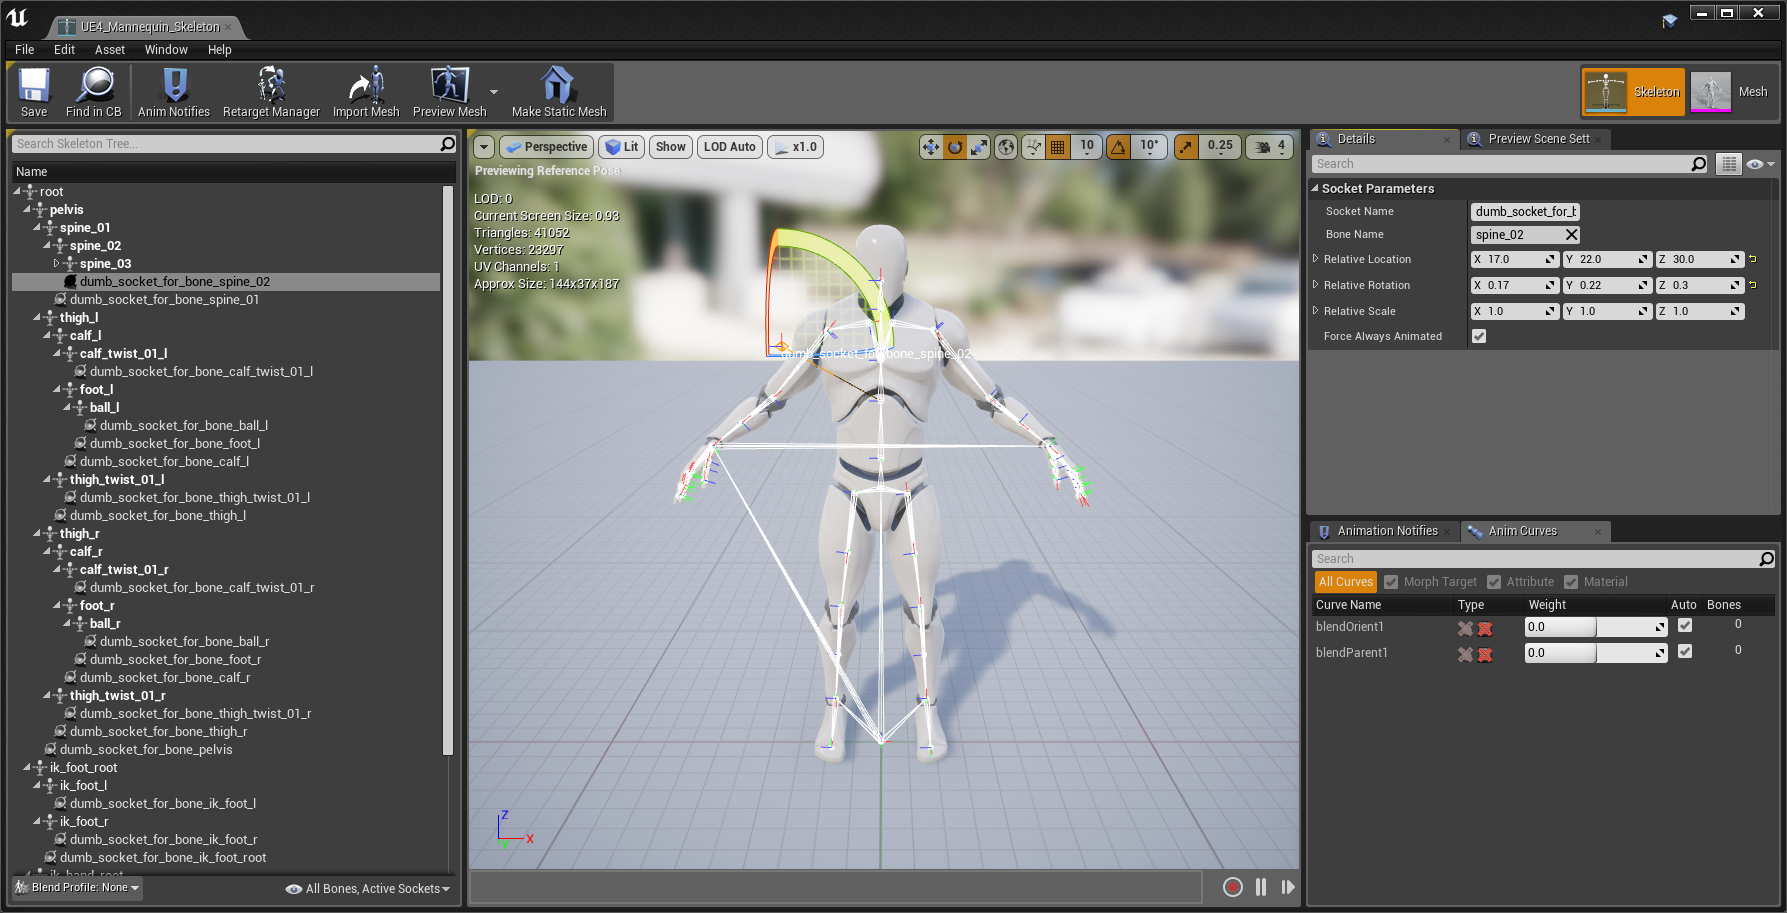 UE4_Mannequin_Skeleton
File Edit Asset Window Help
Save Find in CB Anim Notifies Retarget Manager Import Mesh Preview Mesh Make Static Mesh Skeleton Mesh
Search Skeleton Tree...
Name
root
pelvis
spine_01
spine_02
spine_03
dumb_socket_for_bone_spine_02
dumb_socket_for_bone_spine_01
thigh_l
calf_l
calf_twist_01_l
dumb_socket_for_bone_calf_twist_01_l
foot_l
ball_l
dumb_socket_for_bone_ball_l
dumb_socket_for_bone_foot_l
dumb_socket_for_bone_calf_l
thigh_twist_01_l
dumb_socket_for_bone_thigh_twist_01_l
dumb_socket_for_bone_thigh_l
thigh_r
calf_r
calf_twist_01_r
dumb_socket_for_bone_calf_twist_01_r
foot_r
ball_r
dumb_socket_for_bone_ball_r
dumb_socket_for_bone_foot_r
dumb_socket_for_bone_calf_r
thigh_twist_01_r
dumb_socket_for_bone_thigh_twist_01_r
dumb_socket_for_bone_thigh_r
dumb_socket_for_bone_pelvis
ik_foot_root
ik_foot_l
dumb_socket_for_bone_ik_foot_l
ik_foot_r
dumb_socket_for_bone_ik_foot_r
dumb_socket_for_bone_ik_foot_root
ik_hand_root
Blend Profile: None All Bones, Active Sockets
Perspective Lit Show LOD Auto x1.0 10 10° 0.25 4
Previewing Reference Pose
LOD: 0
Current Screen Size: 0.93
Triangles: 41052
Vertices: 23297
UV Channels: 1
Approx Size: 144x37x187
dumb_socket_for_bone_spine_02
Z
X
Y
Details Preview Scene Sett
Search
Socket Parameters
Socket Name dumb_socket_for_b
Bone Name spine_02
Relative Location X 17.0 Y 22.0 Z 30.0
Relative Rotation X 0.17 Y 0.22 Z 0.3
Relative Scale X 1.0 Y 1.0 Z 1.0
Force Always Animated
Animation Notifies Anim Curves
Search
All Curves Morph Target Attribute Material
Curve Name Type Weight Auto Bones
blendOrient1 0.0 0
blendParent1 0.0 0